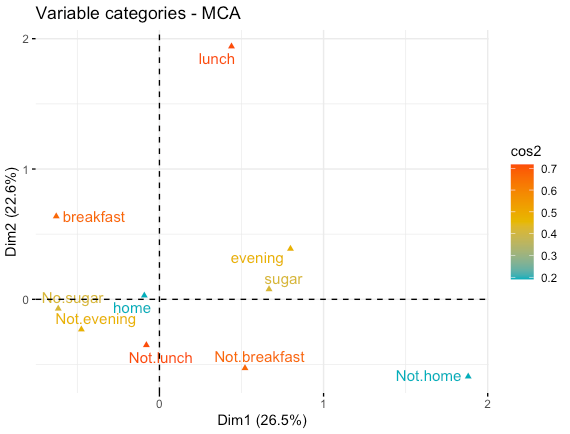 Variable categories - MCA
2
lunch
cos2
0.7
0.6
0.5
0.4
0.3
0.2
1
breakfast
evening
sugar
No.sugar
0
home
Not.evening
Not.lunch
Not.breakfast
Not.home
0
1
2
Dim1 (26.5%)
Dim2 (22.6%)